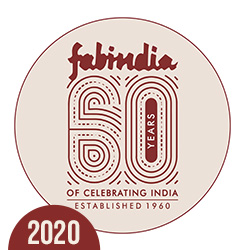 fabindia
60
YEARS
OF CELEBRATING INDIA
ESTABLISHED 1960
2020